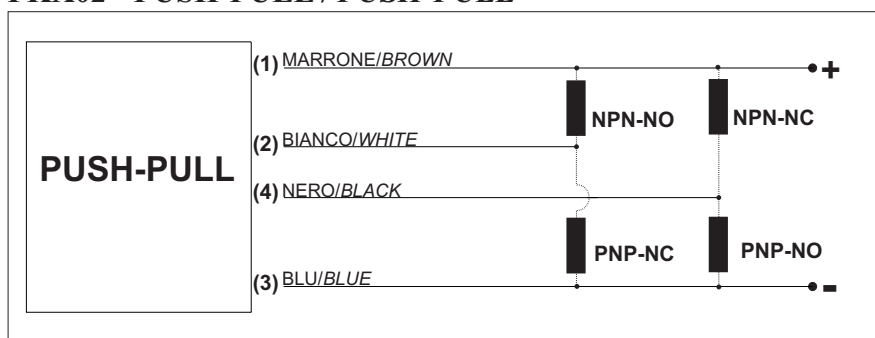 (1) MARRONE/BROWN
+
NPN-NO
NPN-NC
(2) BIANCO/WHITE
PUSH-PULL
(4) NERO/BLACK
PNP-NC
PNP-NO
(3) BLU/BLUE
-